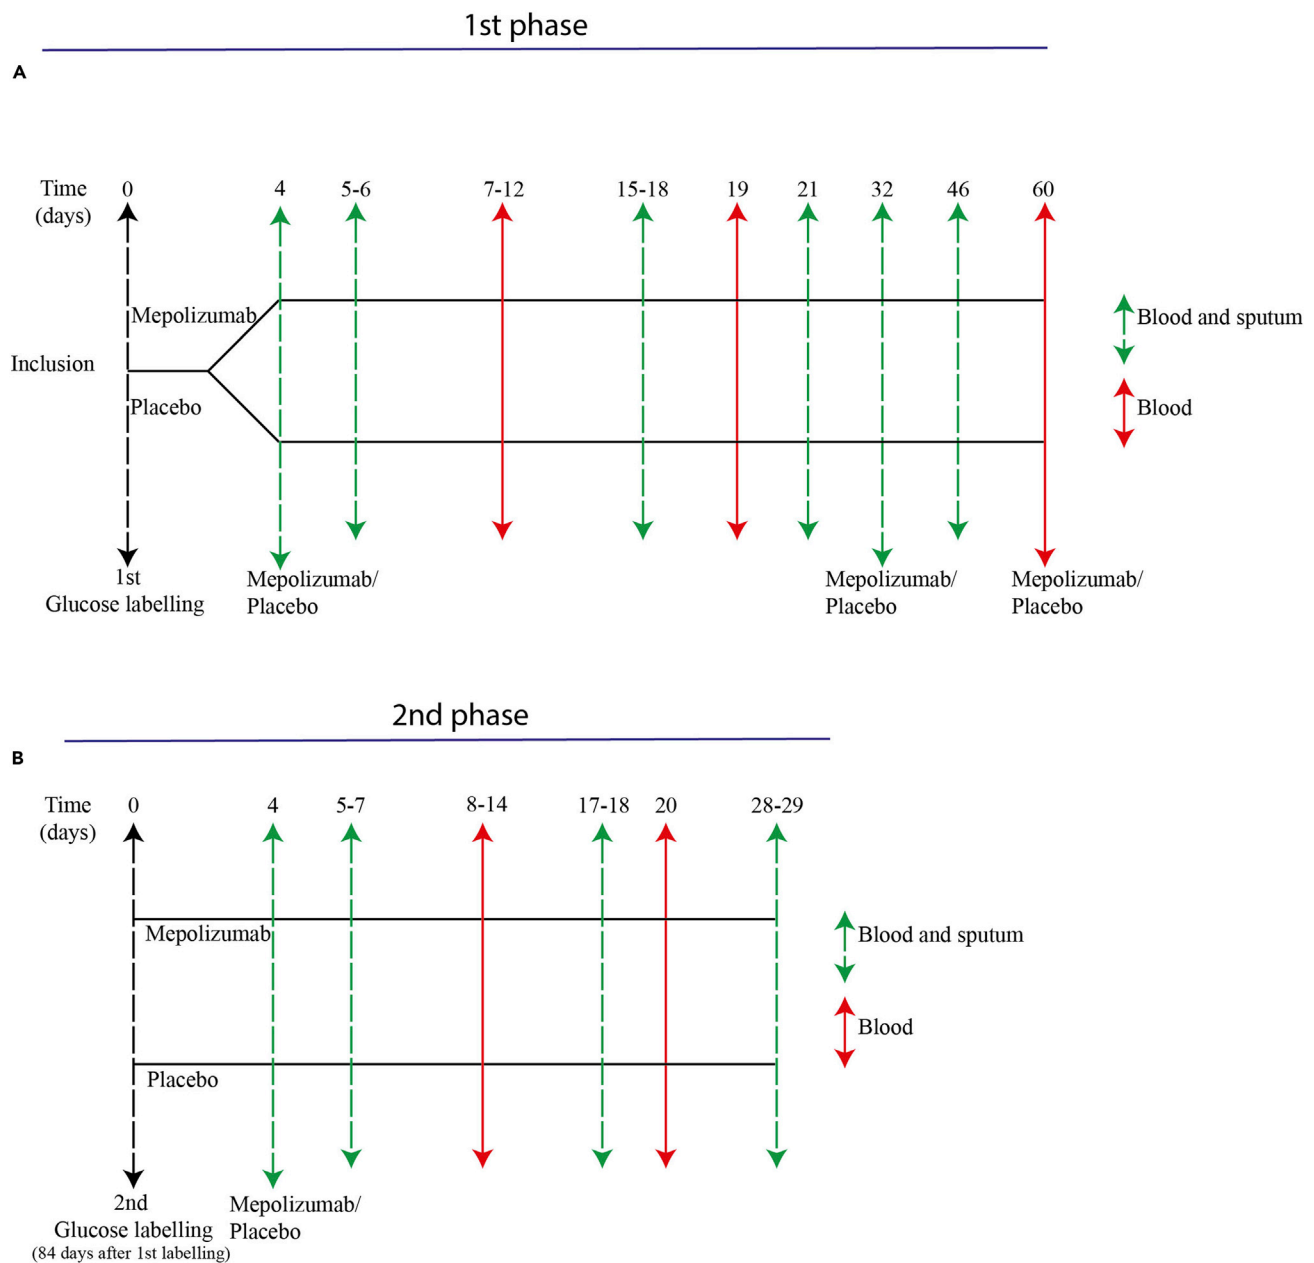 1st phase
A
Time
(days)
0 4 5-6 7-12 15-18 19 21 32 46 60
Mepolizumab
Inclusion
Placebo
Blood and sputum
Blood
1st
Glucose labelling
Mepolizumab/
Placebo
Mepolizumab/
Placebo
Mepolizumab/
Placebo
2nd phase
B
Time
(days)
0 4 5-7 8-14 17-18 20 28-29
Mepolizumab
Placebo
Blood and sputum
Blood
2nd
Glucose labelling
(84 days after 1st labelling)
Mepolizumab/
Placebo